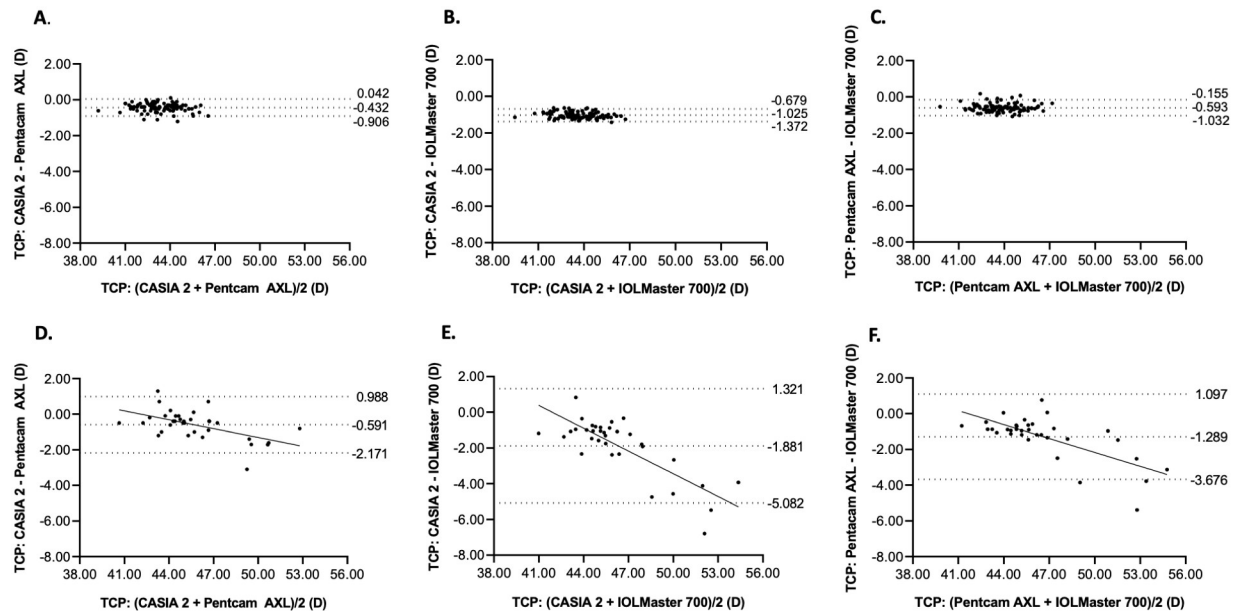 A.
TCP: CASIA 2 - Pentacam AXL (D)
2.00
0.00
-2.00
-4.00
-6.00
-8.00
0.042
-0.432
-0.906
38.00 41.00 44.00 47.00 50.00 53.00 56.00
TCP: (CASIA 2 + Pentcam AXL)/2 (D)
B.
TCP: CASIA 2 - IOLMaster 700 (D)
2.00
0.00
-2.00
-4.00
-6.00
-8.00
-0.679
-1.025
-1.372
38.00 41.00 44.00 47.00 50.00 53.00 56.00
TCP: (CASIA 2 + IOLMaster 700)/2 (D)
C.
TCP: Pentacam AXL - IOLMaster 700 (D)
2.00
0.00
-2.00
-4.00
-6.00
-8.00
-0.155
-0.593
-1.032
38.00 41.00 44.00 47.00 50.00 53.00 56.00
TCP: (Pentcam AXL + IOLMaster 700)/2 (D)
D.
TCP: CASIA 2 - Pentacam AXL (D)
2.00
0.00
-2.00
-4.00
-6.00
-8.00
0.988
-0.591
-2.171
38.00 41.00 44.00 47.00 50.00 53.00 56.00
TCP: (CASIA 2 + Pentcam AXL)/2 (D)
E.
TCP: CASIA 2 - IOLMaster 700 (D)
2.00
0.00
-2.00
-4.00
-6.00
-8.00
1.321
-1.881
-5.082
38.00 41.00 44.00 47.00 50.00 53.00 56.00
TCP: (CASIA 2 + IOLMaster 700)/2 (D)
F.
TCP: Pentacam AXL - IOLMaster 700 (D)
2.00
0.00
-2.00
-4.00
-6.00
-8.00
1.097
-1.289
-3.676
38.00 41.00 44.00 47.00 50.00 53.00 56.00
TCP: (Pentcam AXL + IOLMaster 700)/2 (D)